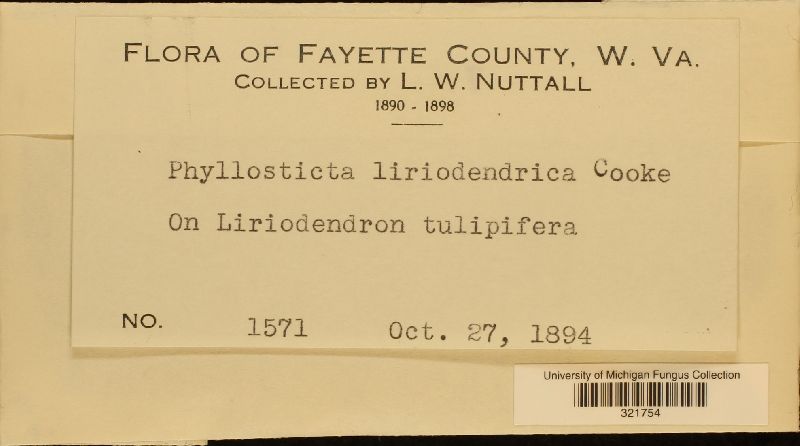 FLORA OF FAYETTE COUNTY, W. VA.
COLLECTED BY L. W. NUTTALL
1890 - 1898
Phyllosticta liriodendrica Cooke
On Liriodendron tulipifera
NO. 1571 Oct. 27, 1894
University of Michigan Fungus Collection
321754